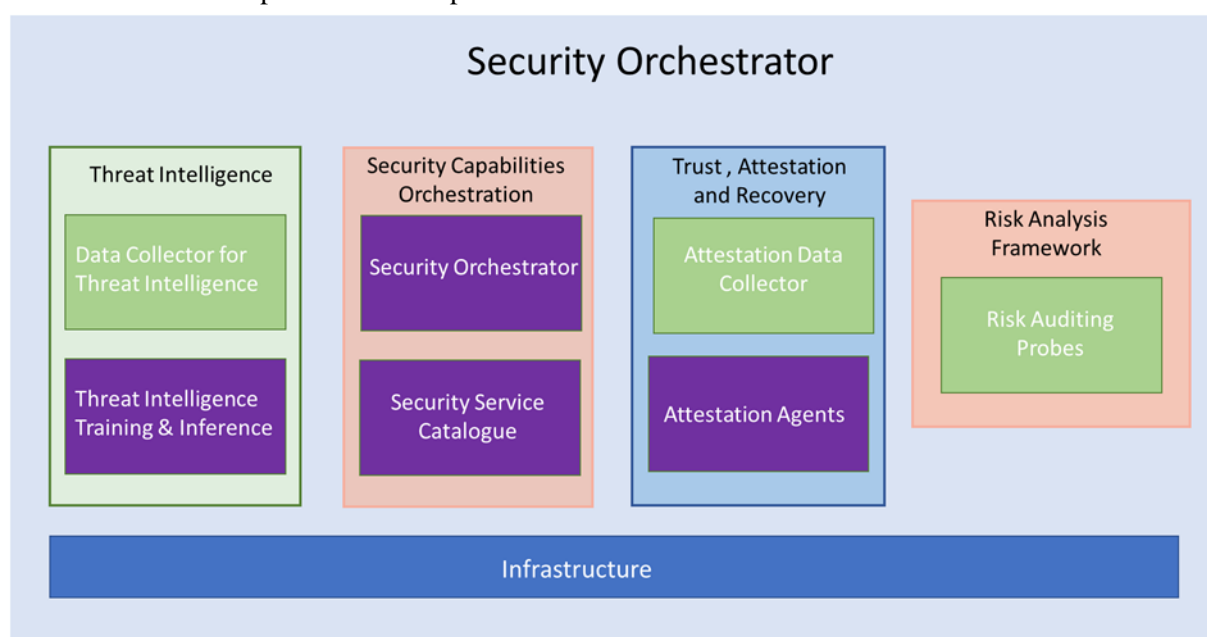 Security Orchestrator
Threat Intelligence
Data Collector for
Threat Intelligence
Threat Intelligence
Training & Inference
Security Capabilities
Orchestration
Security Orchestrator
Security Service
Catalogue
Trust , Attestation
and Recovery
Attestation Data
Collector
Attestation Agents
Risk Analysis
Framework
Risk Auditing
Probes
Infrastructure